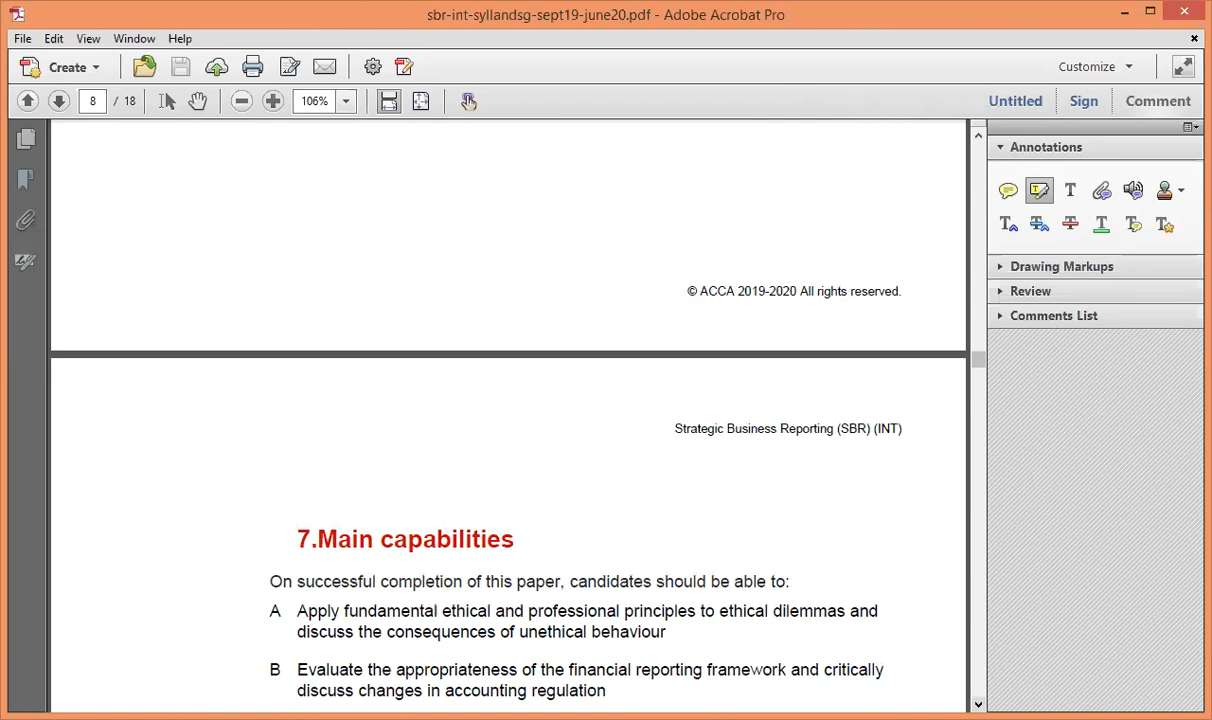 sbr-int-syllandsg-sept19-june20.pdf - Adobe Acrobat Pro
File Edit View Window Help
Create
Customize
8 / 18
106%
Untitled Sign Comment
Annotations
Drawing Markups
Review
Comments List
© ACCA 2019-2020 All rights reserved.
Strategic Business Reporting (SBR) (INT)
7.Main capabilities
On successful completion of this paper, candidates should be able to:
A Apply fundamental ethical and professional principles to ethical dilemmas and
discuss the consequences of unethical behaviour
B Evaluate the appropriateness of the financial reporting framework and critically
discuss changes in accounting regulation